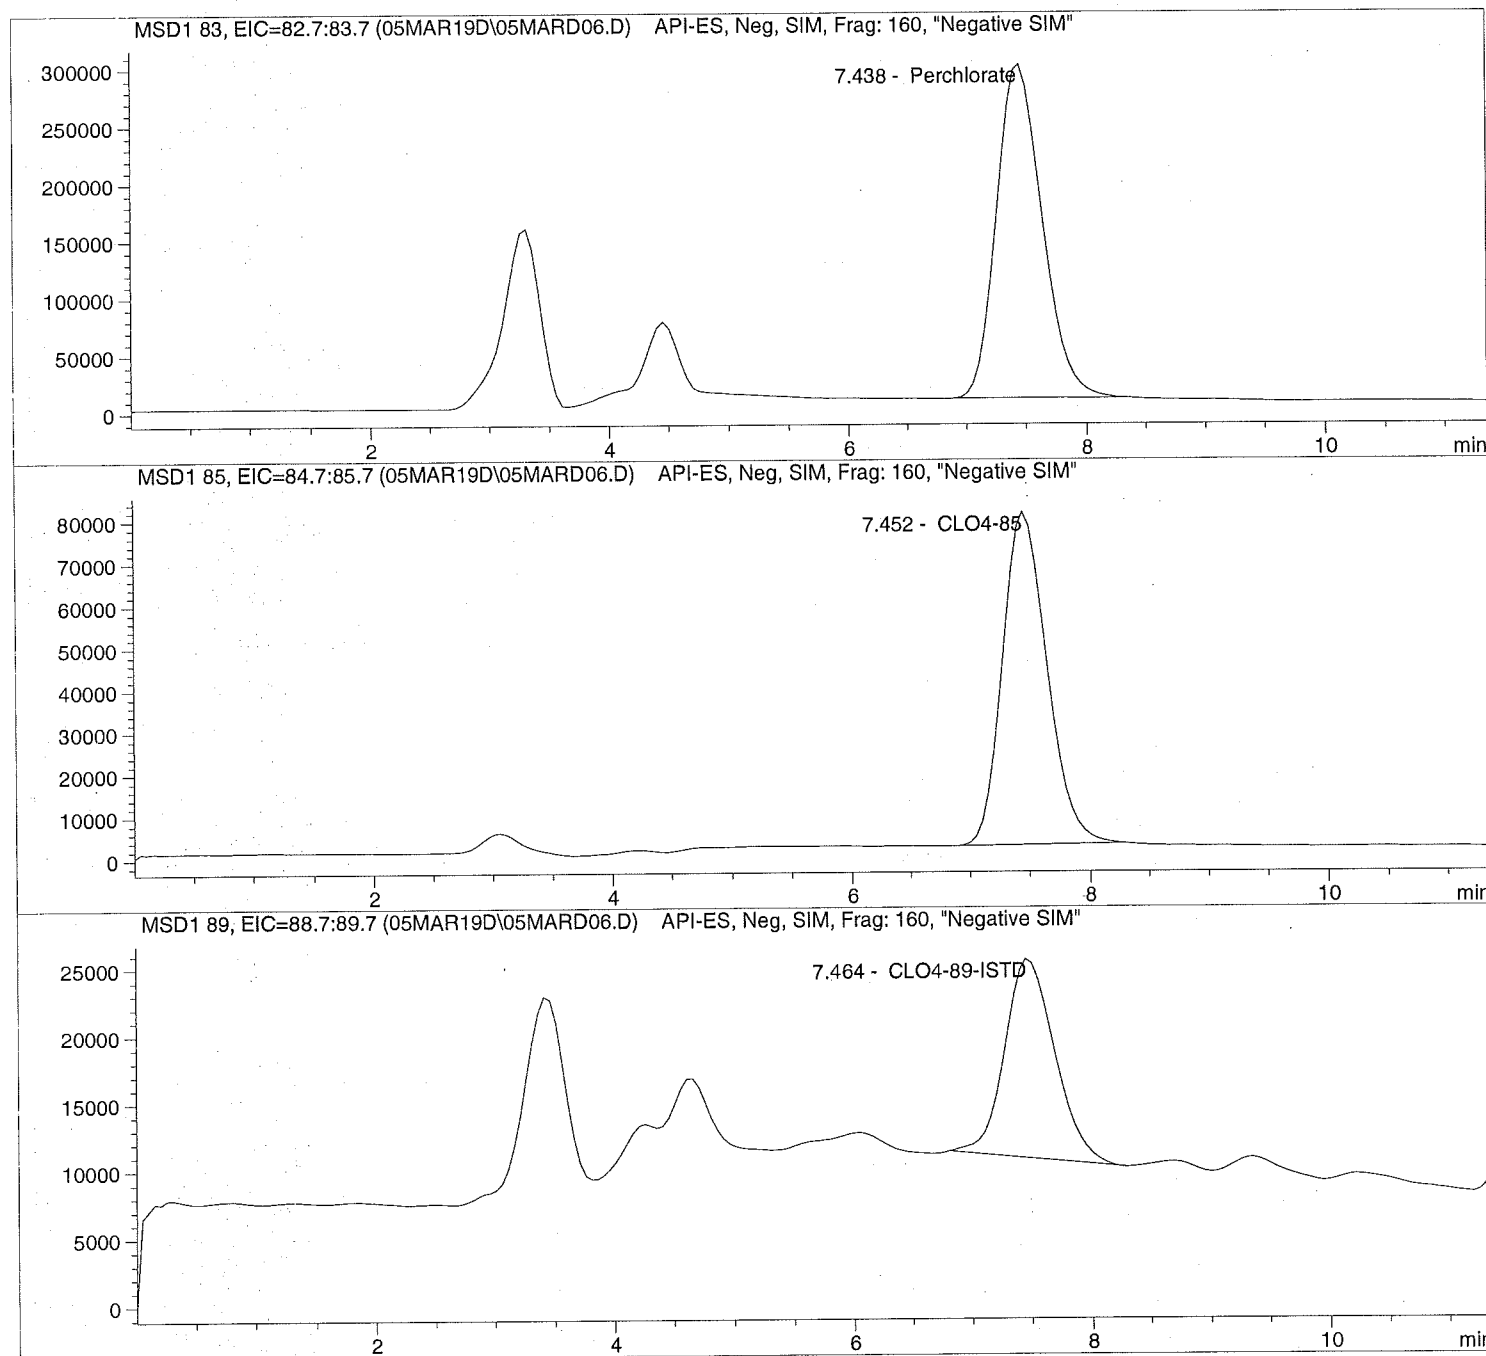 MSD1 83, EIC=82.7:83.7 (05MAR19D\05MARD06.D) API-ES, Neg, SIM, Frag: 160, "Negative SIM"
300000
7.438 - Perchlorate
250000
200000
150000
100000
50000
0
2 4 6 8 10 min
MSD1 85, EIC=84.7:85.7 (05MAR19D\05MARD06.D) API-ES, Neg, SIM, Frag: 160, "Negative SIM"
80000
7.452 - CLO4-85
70000
60000
50000
40000
30000
20000
10000
0
2 4 6 8 10 min
MSD1 89, EIC=88.7:89.7 (05MAR19D\05MARD06.D) API-ES, Neg, SIM, Frag: 160, "Negative SIM"
25000
7.464 - CLO4-89-ISTD
20000
15000
10000
5000
0
2 4 6 8 10 min